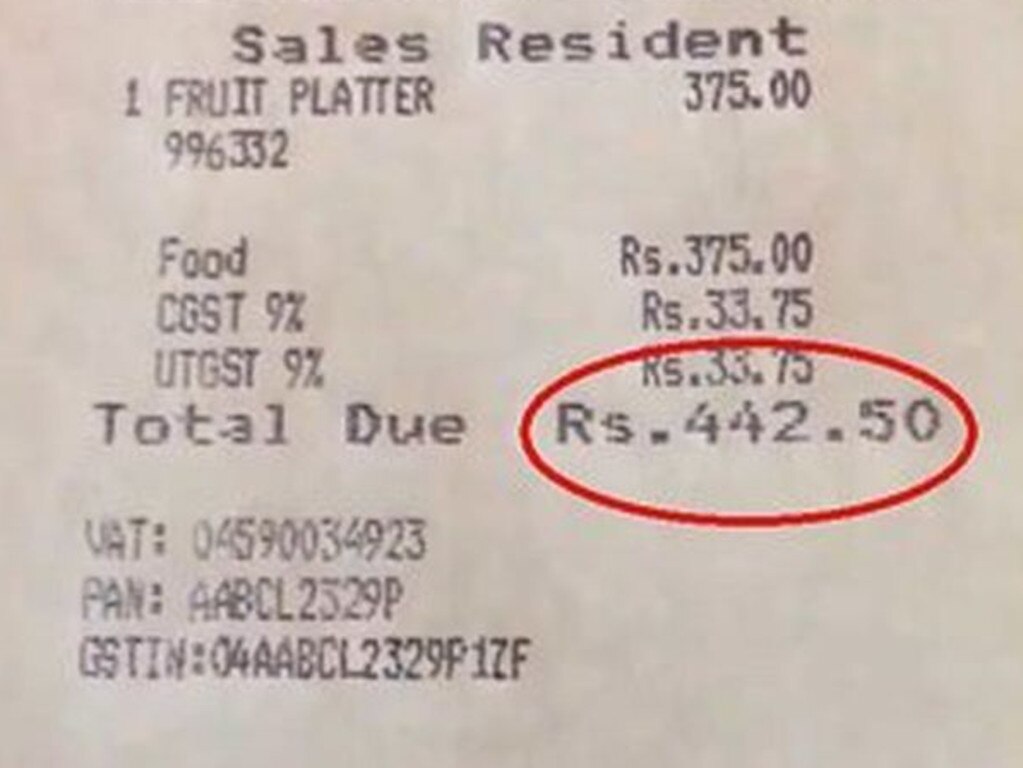 Sales Resident
1 FRUIT PLATTER 375.00
996332
Food Rs.375.00
CGST 9% Rs.33.75
UTGST 9% Rs.33.75
Total Due Rs.442.50
VAT: 04590034923
PAN: AABCL2329P
GSTIN:04AABCL2329P1ZF